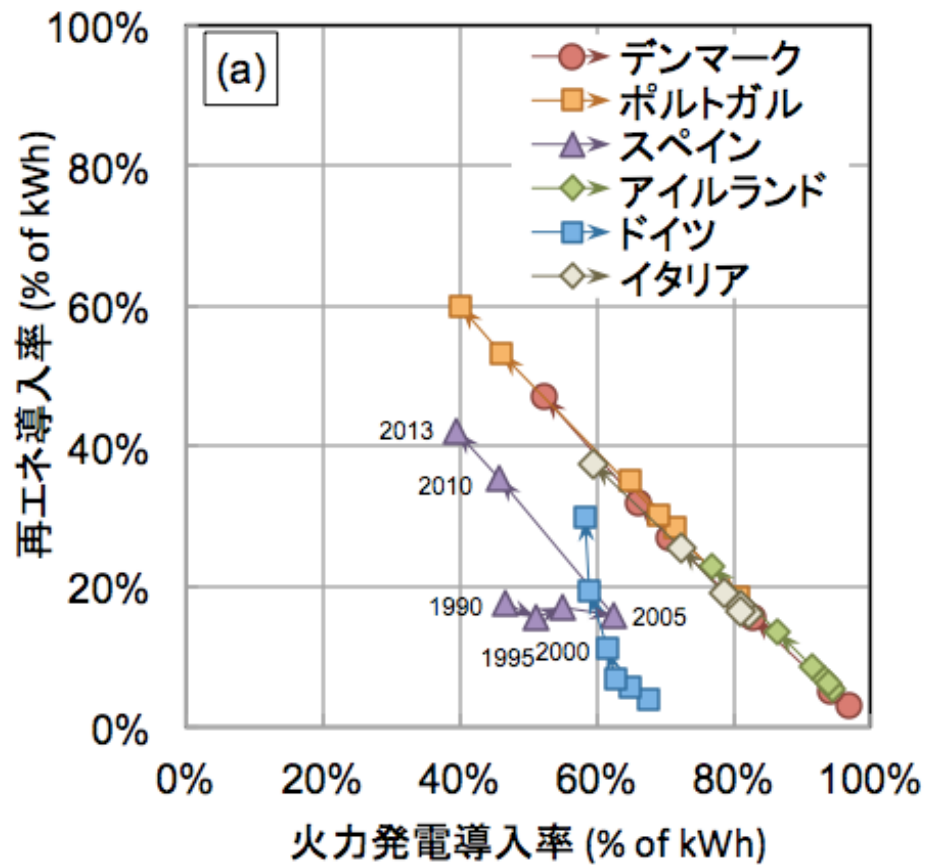 (a)
デンマーク
ポルトガル
スペイン
アイルランド
ドイツ
イタリア
再エネ導入率 (% of kWh)
100%
80%
60%
40%
20%
0%
2013
2010
1990
1995
2000
2005
0%
20%
40%
60%
80%
100%
火力発電導入率 (% of kWh)